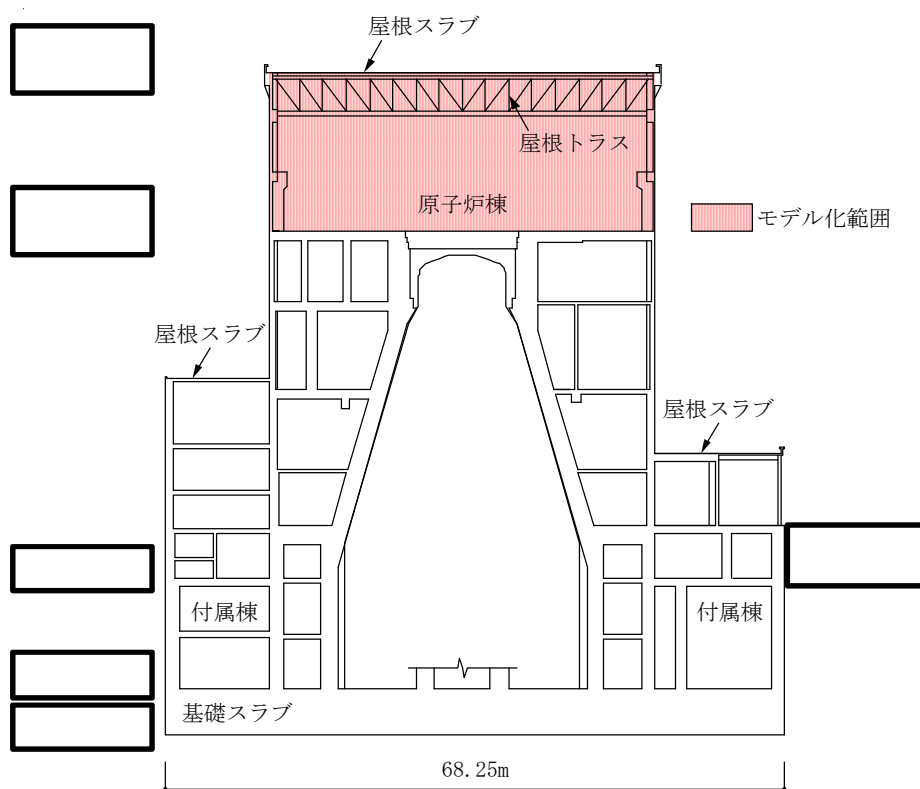 屋根スラブ
屋根トラス
原子炉棟
モデル化範囲
屋根スラブ
屋根スラブ
付属棟
付属棟
基礎スラブ
68.25m